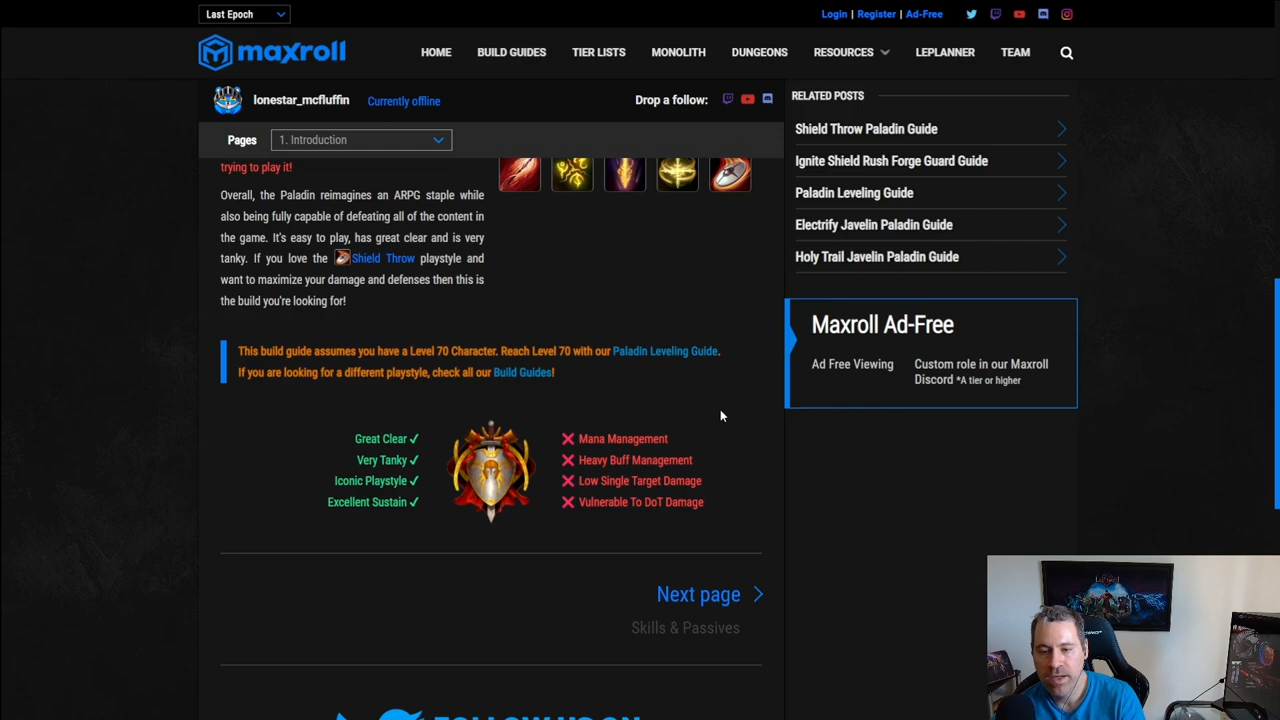 Last Epoch
Login | Register | Ad-Free
maxroll
HOME BUILD GUIDES TIER LISTS MONOLITH DUNGEONS RESOURCES LEPLANNER TEAM
lonestar_mcfluffin Currently offline Drop a follow:
Pages 1. Introduction
trying to play it!
Overall, the Paladin reimagines an ARPG staple while
also being fully capable of defeating all of the content in
the game. It's easy to play, has great clear and is very
tanky. If you love the Shield Throw playstyle and
want to maximize your damage and defenses then this is
the build you're looking for!
This build guide assumes you have a Level 70 Character. Reach Level 70 with our Paladin Leveling Guide.
If you are looking for a different playstyle, check all our Build Guides!
Great Clear ✓
Very Tanky ✓
Iconic Playstyle ✓
Excellent Sustain ✓
Mana Management
Heavy Buff Management
Low Single Target Damage
Vulnerable To DoT Damage
Next page
Skills & Passives
FOLLOW US ON
RELATED POSTS
Shield Throw Paladin Guide
Ignite Shield Rush Forge Guard Guide
Paladin Leveling Guide
Electrify Javelin Paladin Guide
Holy Trail Javelin Paladin Guide
Maxroll Ad-Free
Ad Free Viewing
Custom role in our Maxroll
Discord *A tier or higher